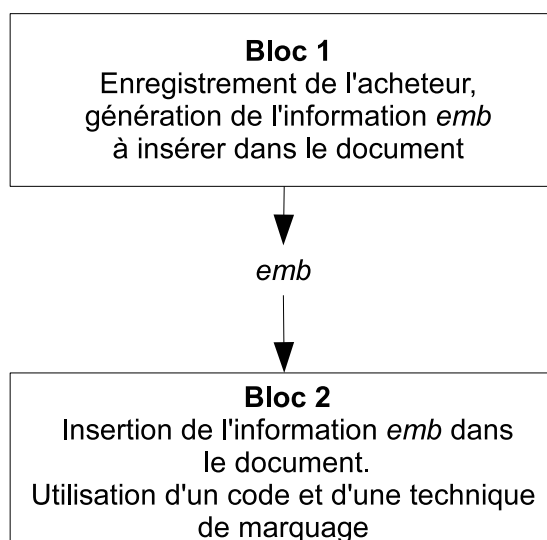 Bloc 1
Enregistrement de l'acheteur,
génération de l'information emb
à insérer dans le document
emb
Bloc 2
Insertion de l'information emb dans
le document.
Utilisation d'un code et d'une technique
de marquage